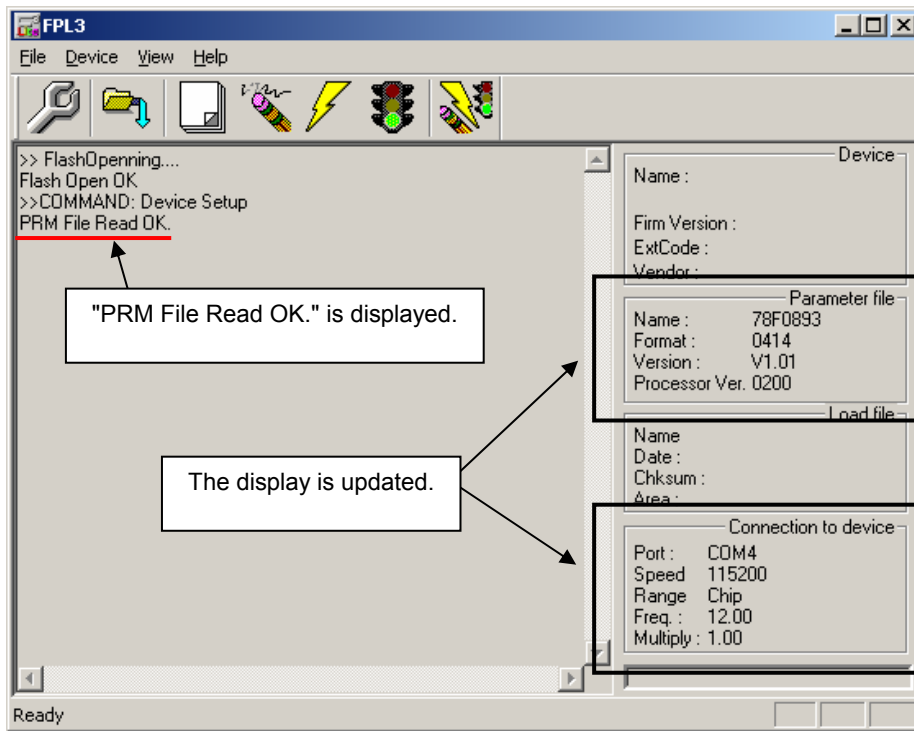 FPL3
File Device View Help
>> FlashOpenning....
Flash Open OK
>>COMMAND: Device Setup
PRM File Read OK.
"PRM File Read OK." is displayed.
The display is updated.
Device
Name :
Firm Version :
ExtCode :
Vendor :
Parameter file
Name : 78F0893
Format : 0414
Version : V1.01
Processor Ver. 0200
Load file
Name
Date :
Chksum :
Area :
Connection to device
Port : COM4
Speed 115200
Range Chip
Freq. : 12.00
Multiply : 1.00
Ready